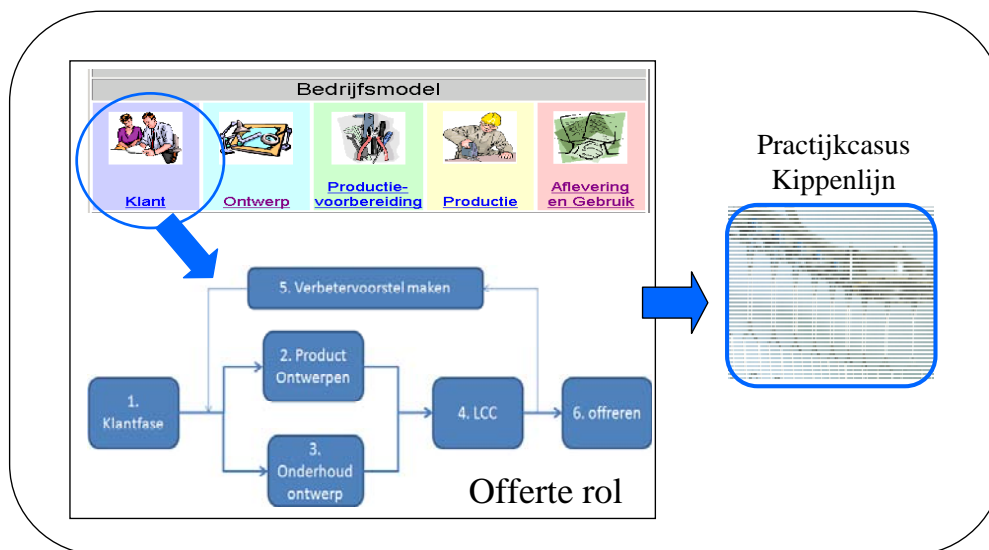 Bedrijfsmodel
Klant
Ontwerp
Productie-
voorbereiding
Productie
Aflevering
en Gebruik
5. Verbetervoorstel maken
1.
Klantfase
2. Product
Ontwerpen
3.
Onderhoud
ontwerp
4. LCC
6. offreren
Offerte rol
Practijkcasus
Kippenlijn